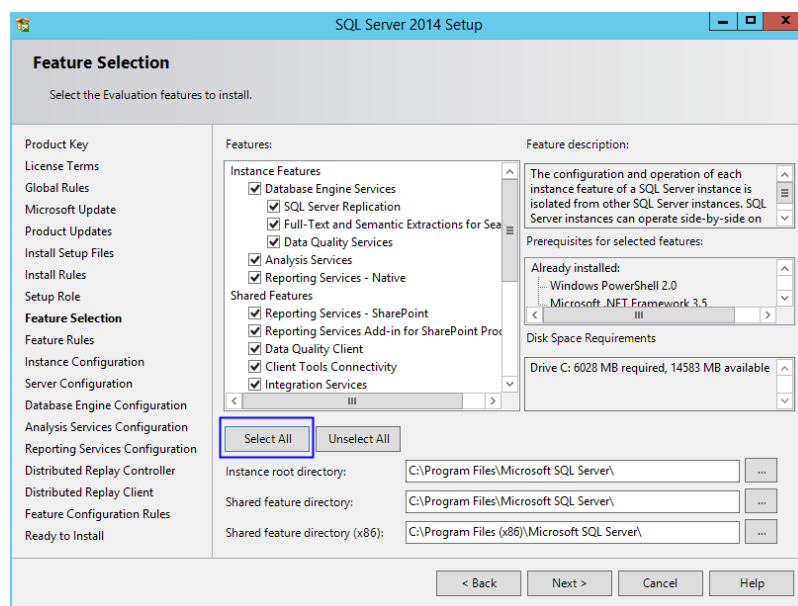 SQL Server 2014 Setup
Feature Selection
Select the Evaluation features to install.
Product Key
License Terms
Global Rules
Microsoft Update
Product Updates
Install Setup Files
Install Rules
Setup Role
Feature Selection
Feature Rules
Instance Configuration
Server Configuration
Database Engine Configuration
Analysis Services Configuration
Reporting Services Configuration
Distributed Replay Controller
Distributed Replay Client
Feature Configuration Rules
Ready to Install
Features:
Instance Features
Database Engine Services
SQL Server Replication
Full-Text and Semantic Extractions for Sea
Data Quality Services
Analysis Services
Reporting Services - Native
Shared Features
Reporting Services - SharePoint
Reporting Services Add-in for SharePoint Proc
Data Quality Client
Client Tools Connectivity
Integration Services
Feature description:
The configuration and operation of each
instance feature of a SQL Server instance is
isolated from other SQL Server instances. SQL
Server instances can operate side-by-side on
Prerequisites for selected features:
Already installed:
Windows PowerShell 2.0
Microsoft .NET Framework 3.5
Disk Space Requirements
Drive C: 6028 MB required, 14583 MB available
Select All
Unselect All
Instance root directory:
C:\Program Files\Microsoft SQL Server\
...
Shared feature directory:
C:\Program Files\Microsoft SQL Server\
...
Shared feature directory (x86):
C:\Program Files (x86)\Microsoft SQL Server\
...
< Back
Next >
Cancel
Help